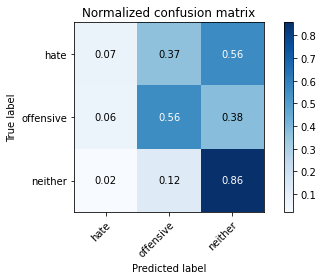 Normalized confusion matrix
True label
hate 0.07 0.37 0.56
offensive 0.06 0.56 0.38
neither 0.02 0.12 0.86
hate offensive neither
Predicted label
0.8
0.7
0.6
0.5
0.4
0.3
0.2
0.1